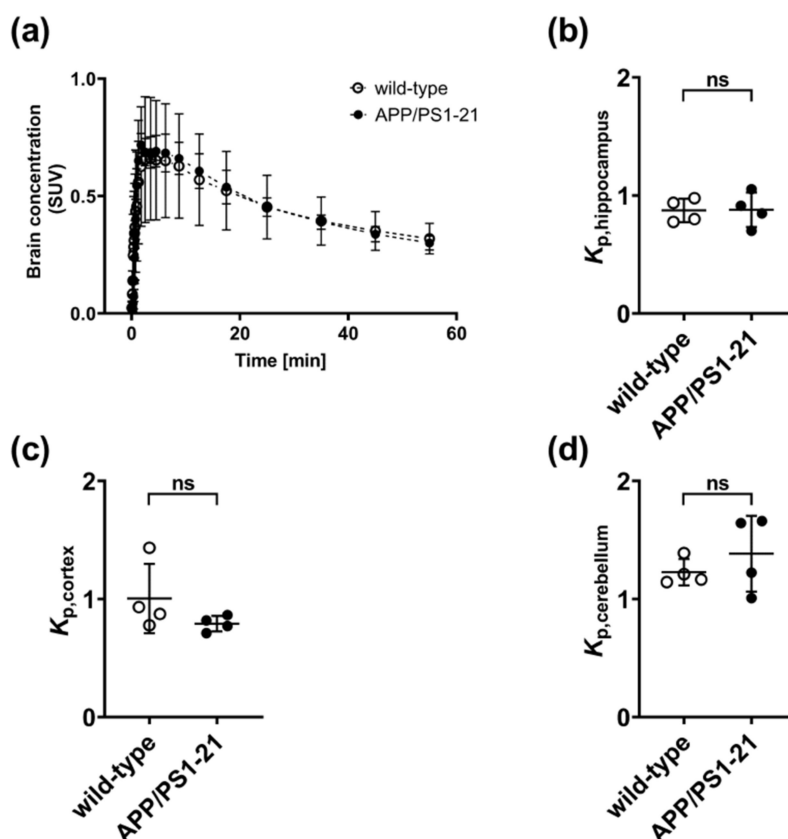 (a)
1.0
0.5
0.0
Brain concentration
(SUV)
wild-type
APP/PS1-21
0
20
40
60
Time [min]
(b)
2
1
0
Kp,hippocampus
ns
wild-type
APP/PS1-21
(c)
2
1
0
Kp,cortex
ns
wild-type
APP/PS1-21
(d)
2
1
0
Kp,cerebellum
ns
wild-type
APP/PS1-21